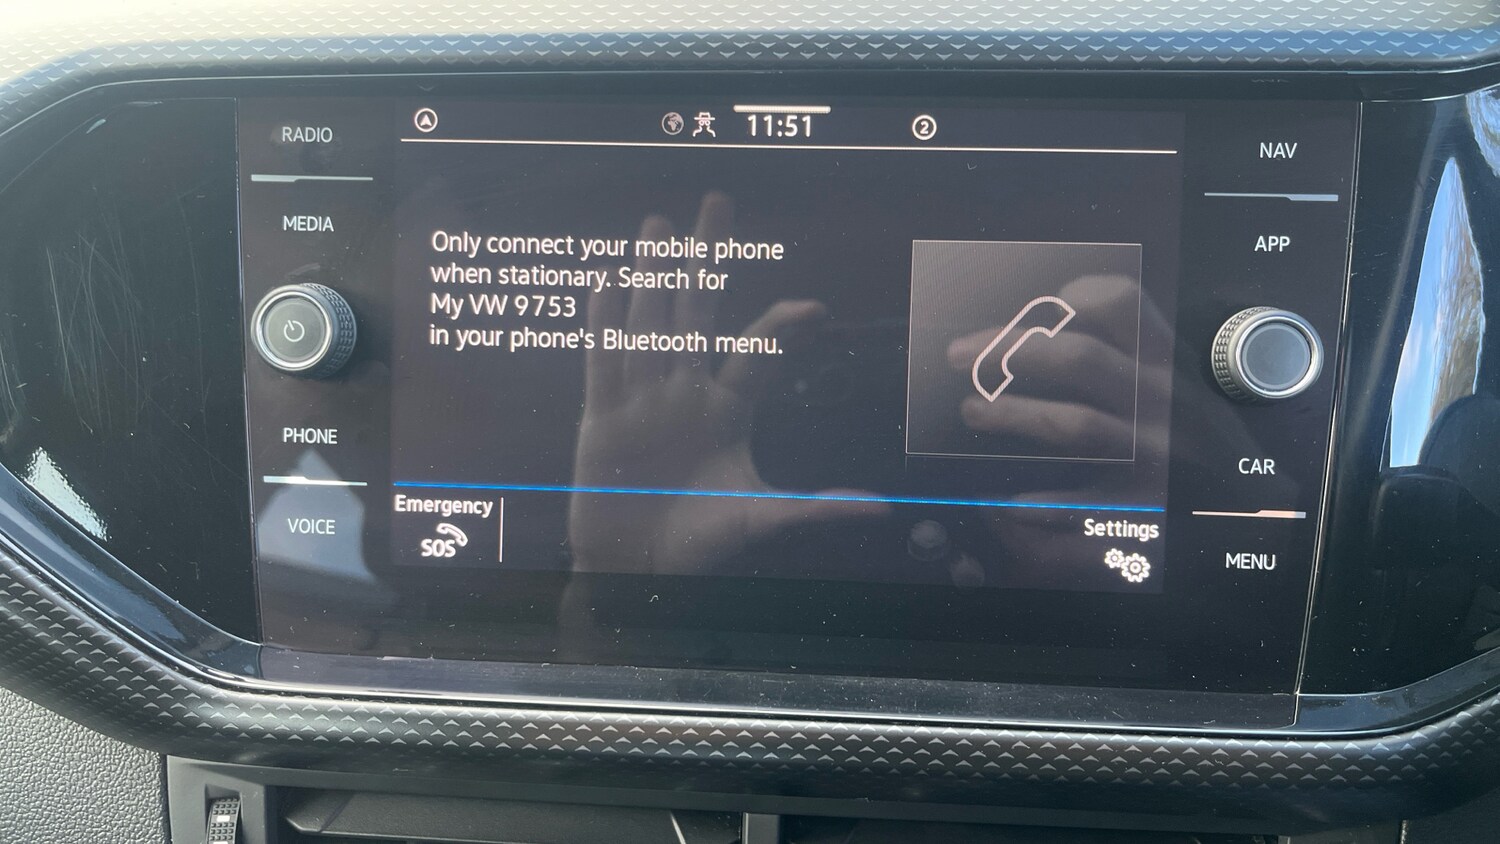 RADIO
MEDIA
PHONE
VOICE
11:51
2
Only connect your mobile phone
when stationary. Search for
My VW 9753
in your phone's Bluetooth menu.
Emergency
SOS
Settings
NAV
APP
CAR
MENU